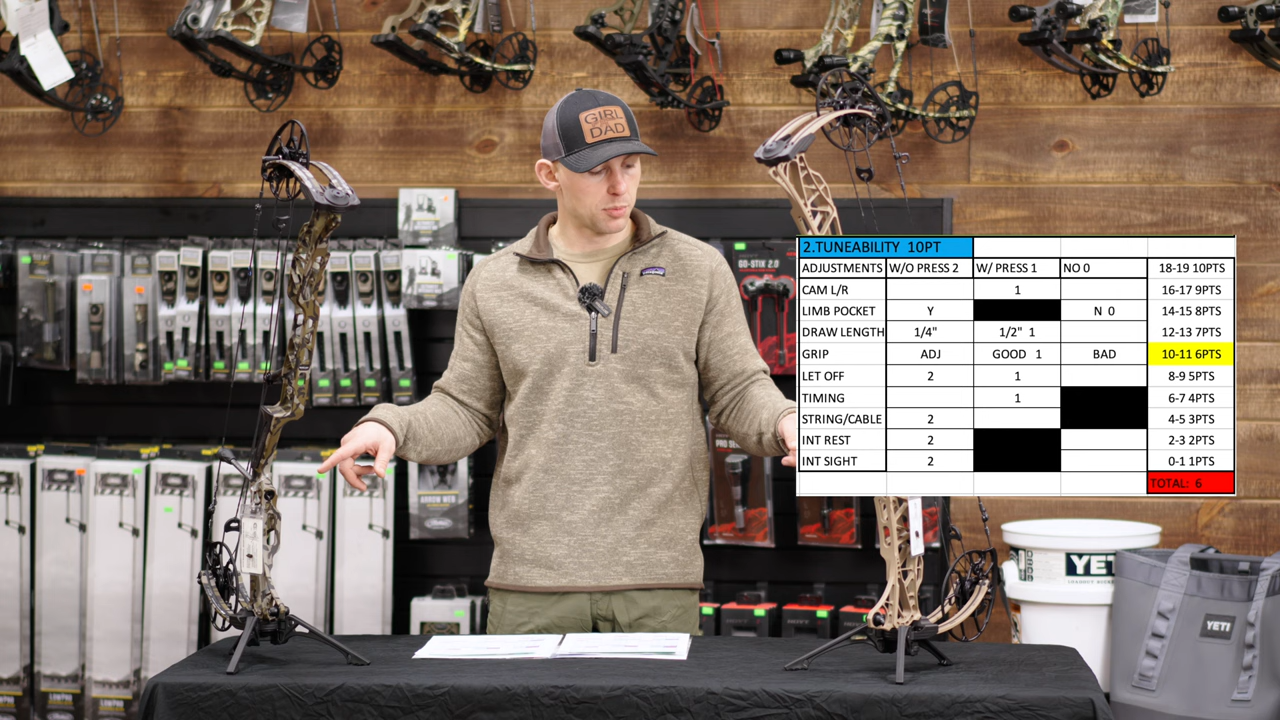 GIRL
DAD
patagonia
GO-STIX 2.0
2.TUNEABILITY 10PT
ADJUSTMENTS W/O PRESS 2 W/ PRESS 1 NO 0 18-19 10PTS
CAM L/R 1 16-17 9PTS
LIMB POCKET Y N 0 14-15 8PTS
DRAW LENGTH 1/4" 1/2" 1 12-13 7PTS
GRIP ADJ GOOD 1 BAD 10-11 6PTS
LET OFF 2 1 8-9 5PTS
TIMING 1 6-7 4PTS
STRING/CABLE 2 4-5 3PTS
INT REST 2 2-3 2PTS
INT SIGHT 2 0-1 1PTS
TOTAL: 6
YETI
YETI
HOYT